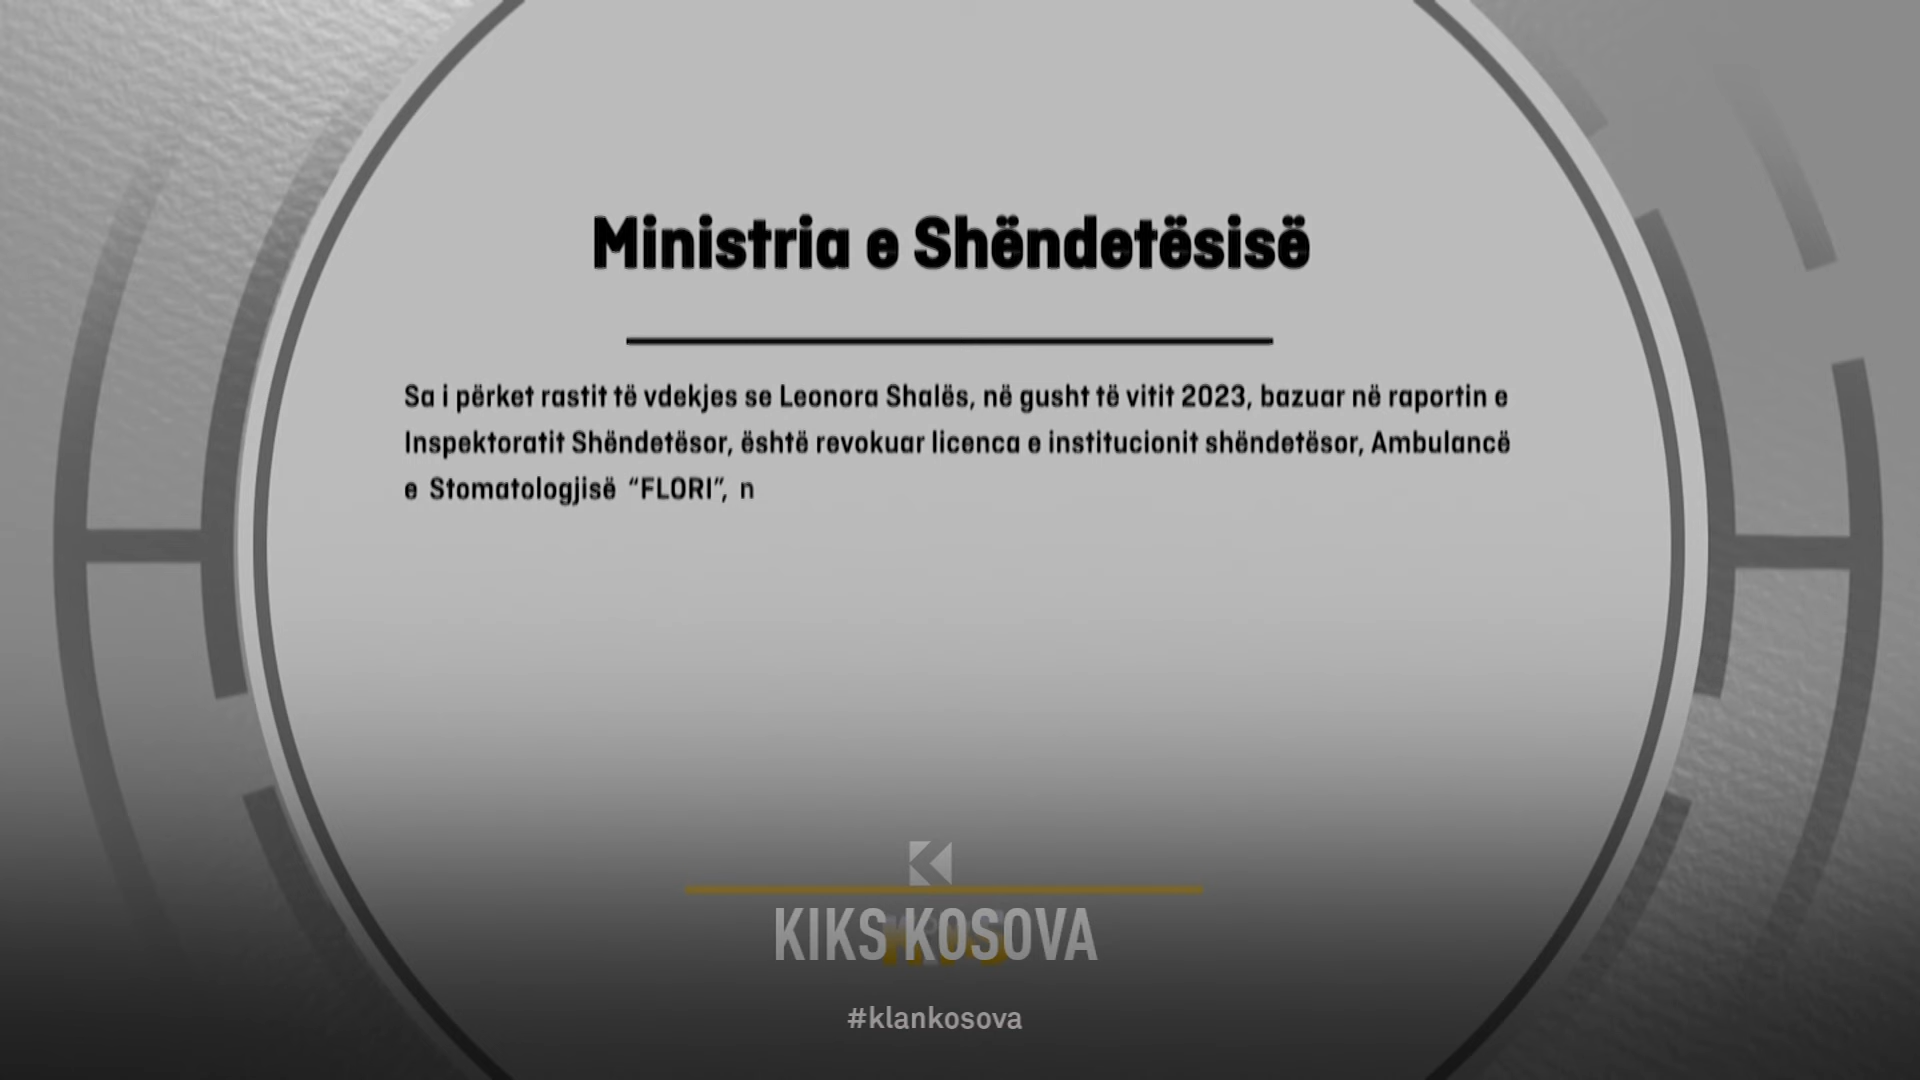 Ministria e Shëndetësisë
Sa i përket rastit të vdekjes se Leonora Shalës, në gusht të vitit 2023, bazuar në raportin e
Inspektoratit Shëndetësor, është revokuar licenca e institucionit shëndetësor, Ambulancë
e Stomatologjisë “FLORI”, n
KIKS KOSOVA
#klankosova